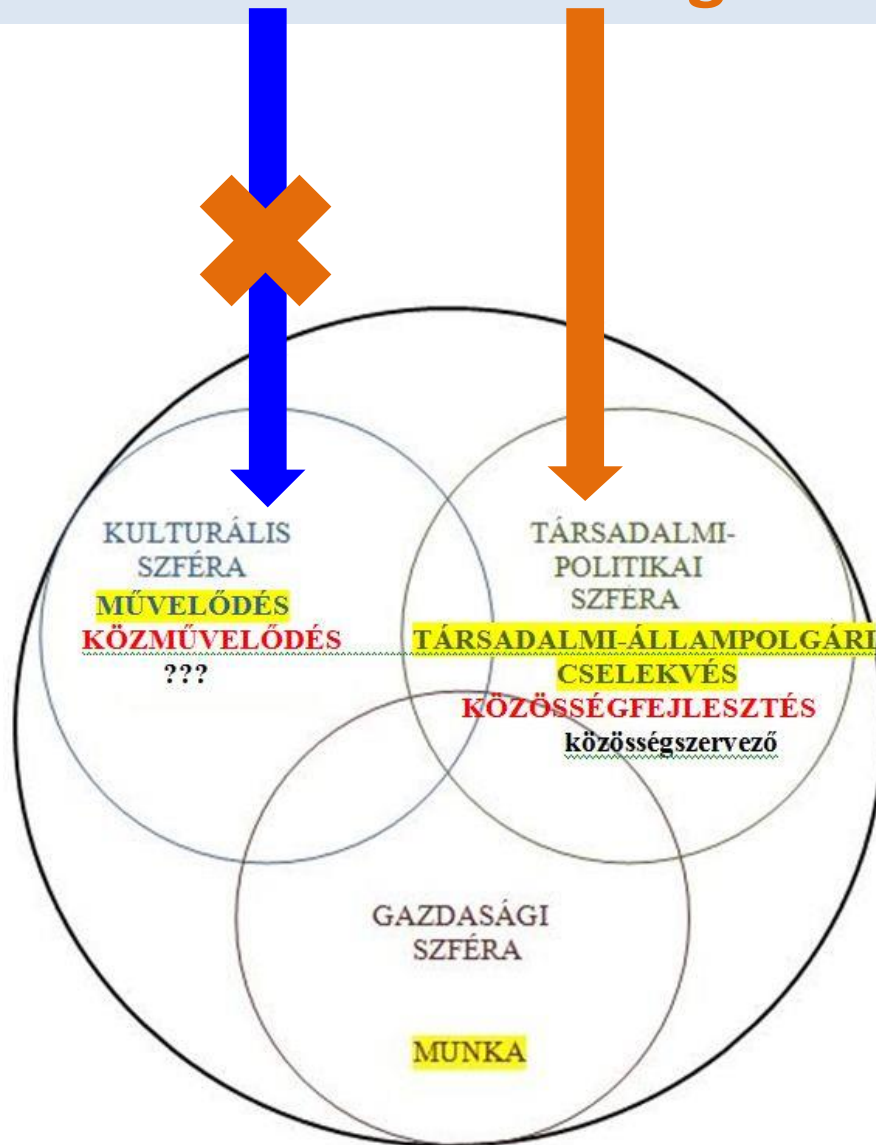 KULTURÁLIS
SZFÉRA
MŰVELŐDÉS
KÖZMŰVELŐDÉS
???
TÁRSADALMI-
POLITIKAI
SZFÉRA
TÁRSADALMI-ÁLLAMPOLGÁRI
CSELEKVÉS
KÖZÖSSÉGFEJLESZTÉS
közösségszervező
GAZDASÁGI
SZFÉRA
MUNKA